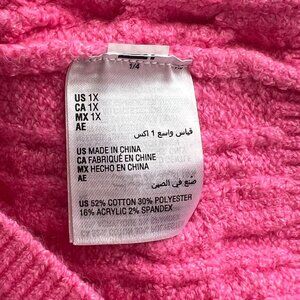 1/4
US 1X
CA 1X
MX 1X
AE
قياس واسع 1 اكس
US MADE IN CHINA
CA FABRIQUÉ EN CHINE
MX HECHO EN CHINA
AE
صنع في الصين
US 52% COTTON 30% POLYESTER
16% ACRYLIC 2% SPANDEX